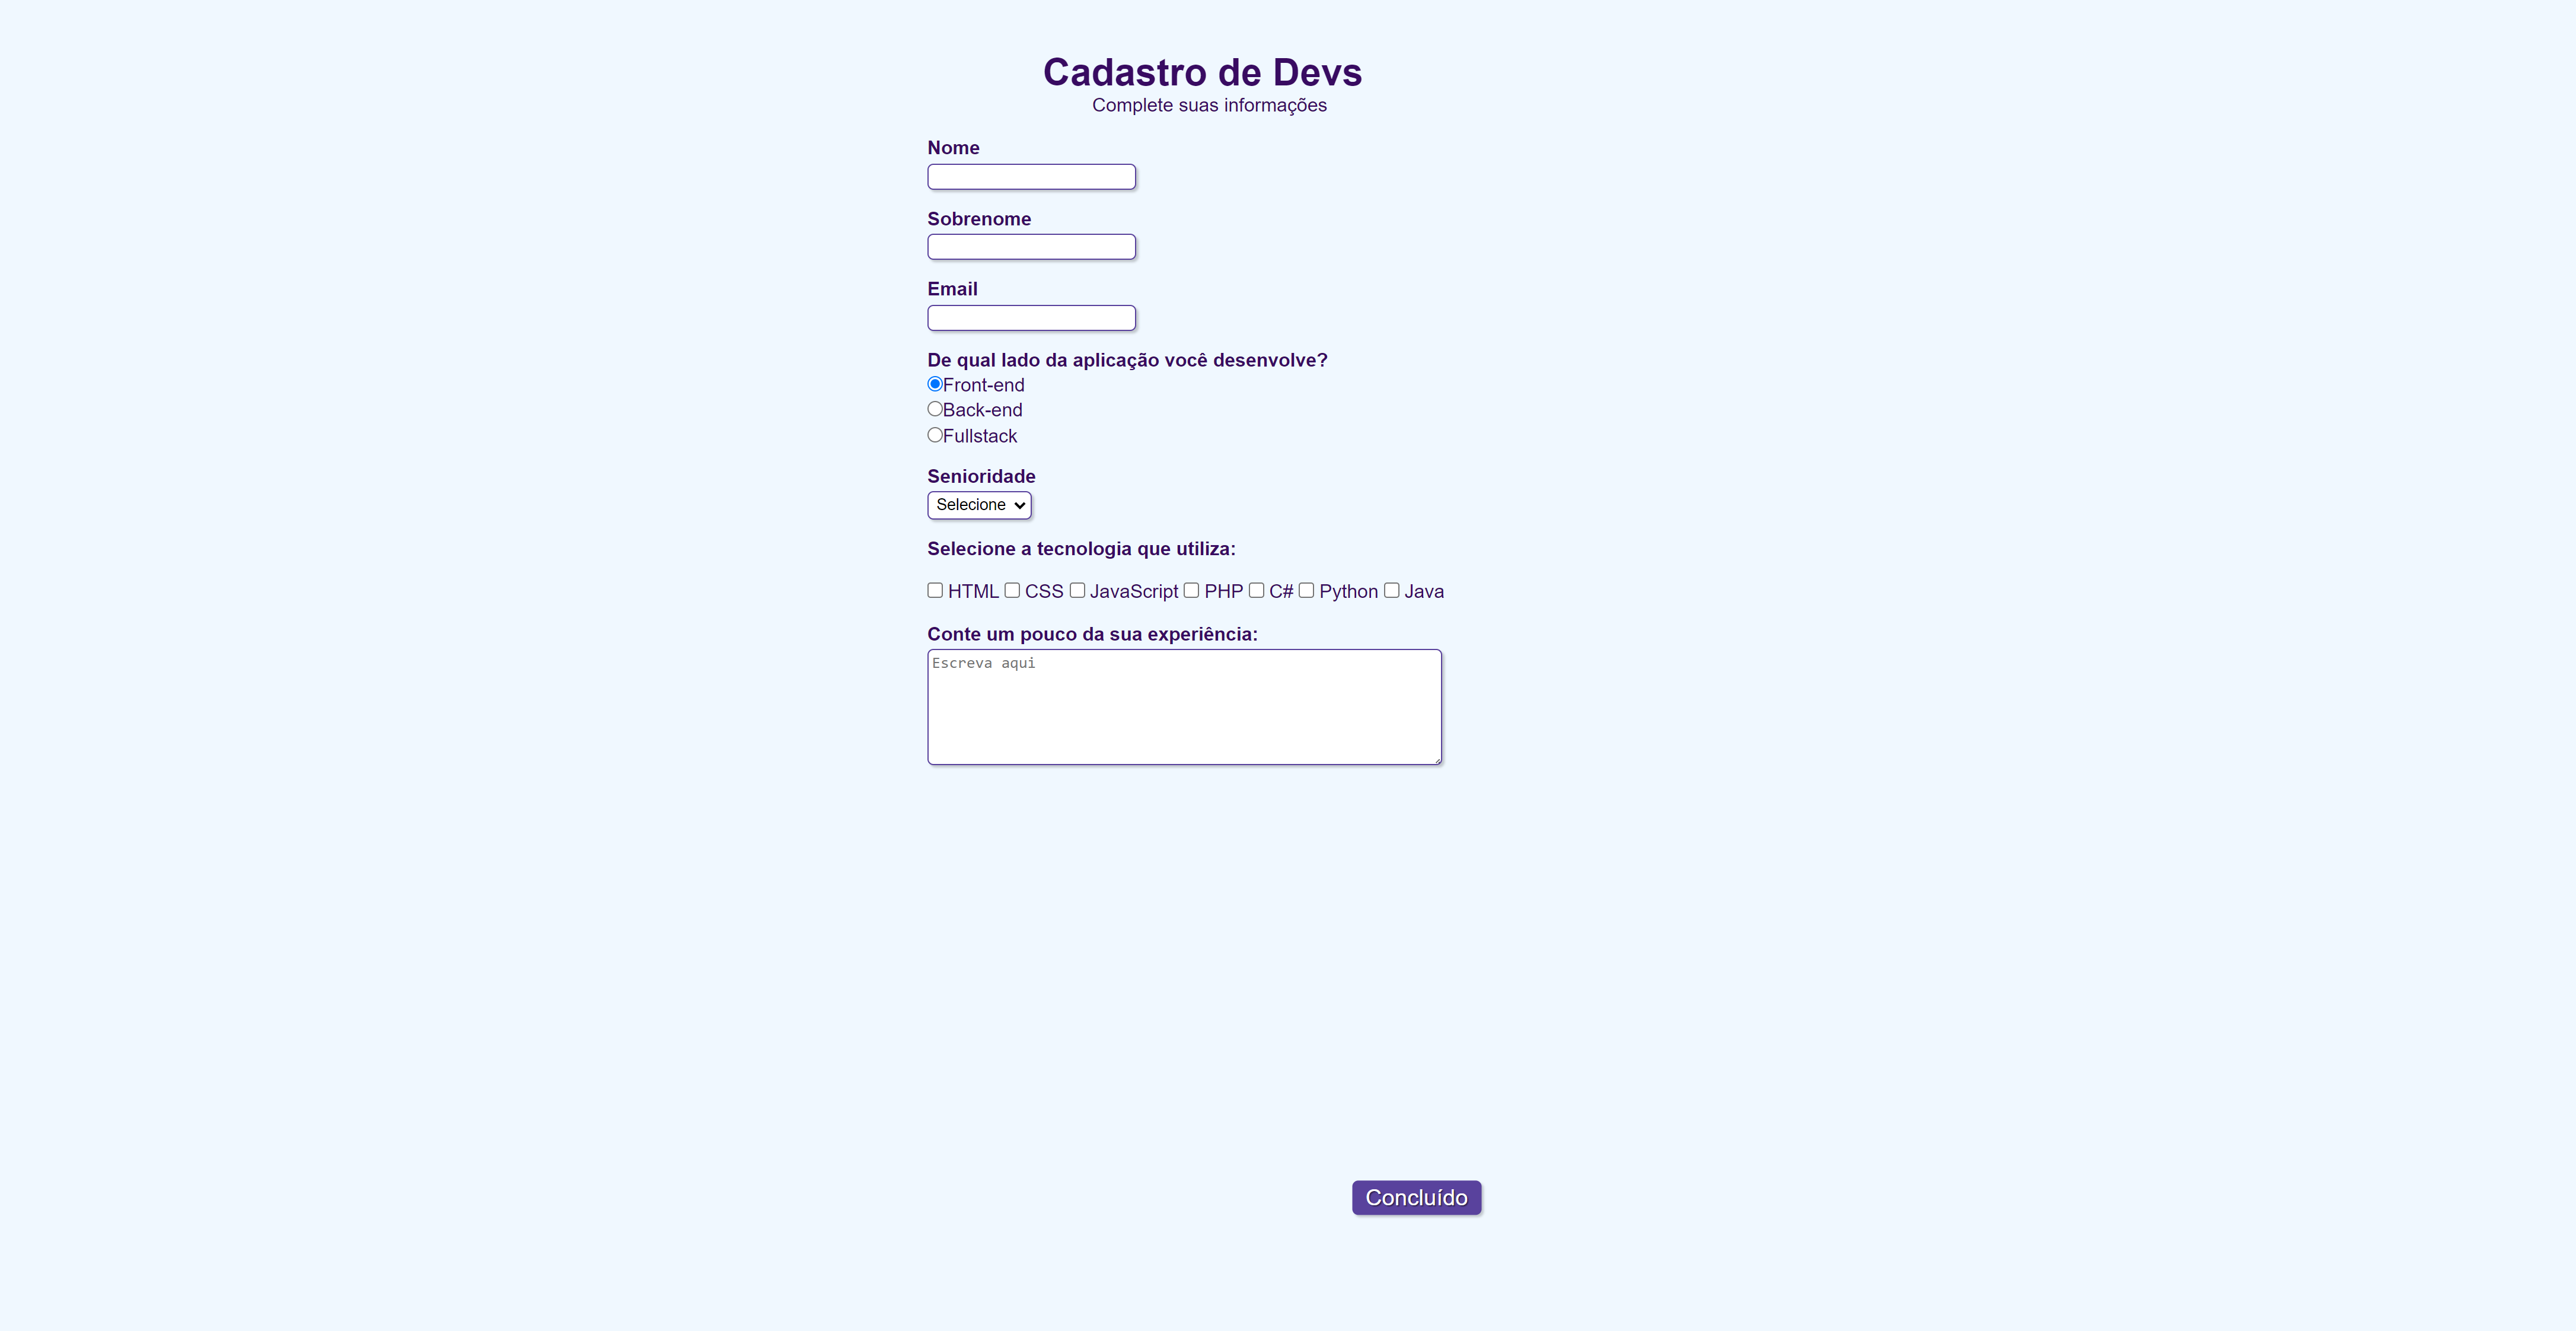 Cadastro de Devs
Complete suas informações
Nome
Sobrenome
Email
De qual lado da aplicação você desenvolve?
Front-end
Back-end
Fullstack
Senioridade
Selecione
Selecione a tecnologia que utiliza:
HTML CSS JavaScript PHP C# Python Java
Conte um pouco da sua experiência:
Escreva aqui
Concluído